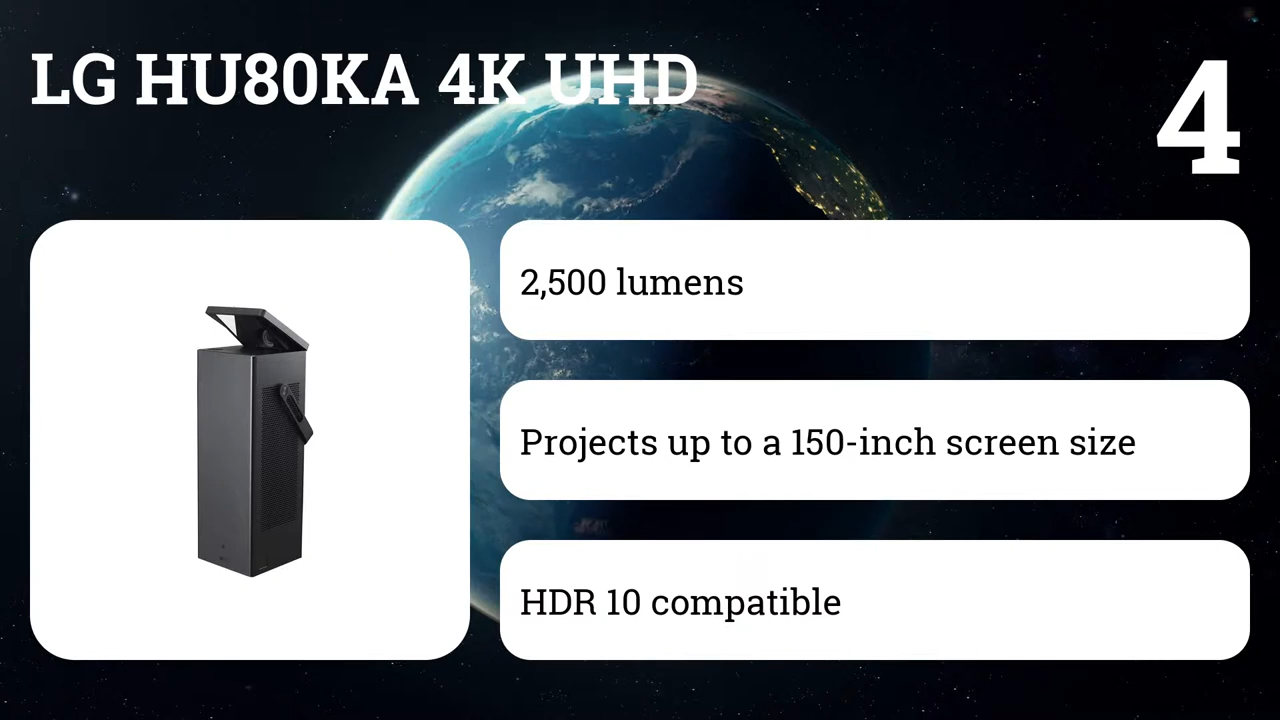 LG HU80KA 4K UHD
4
2,500 lumens
Projects up to a 150-inch screen size
HDR 10 compatible